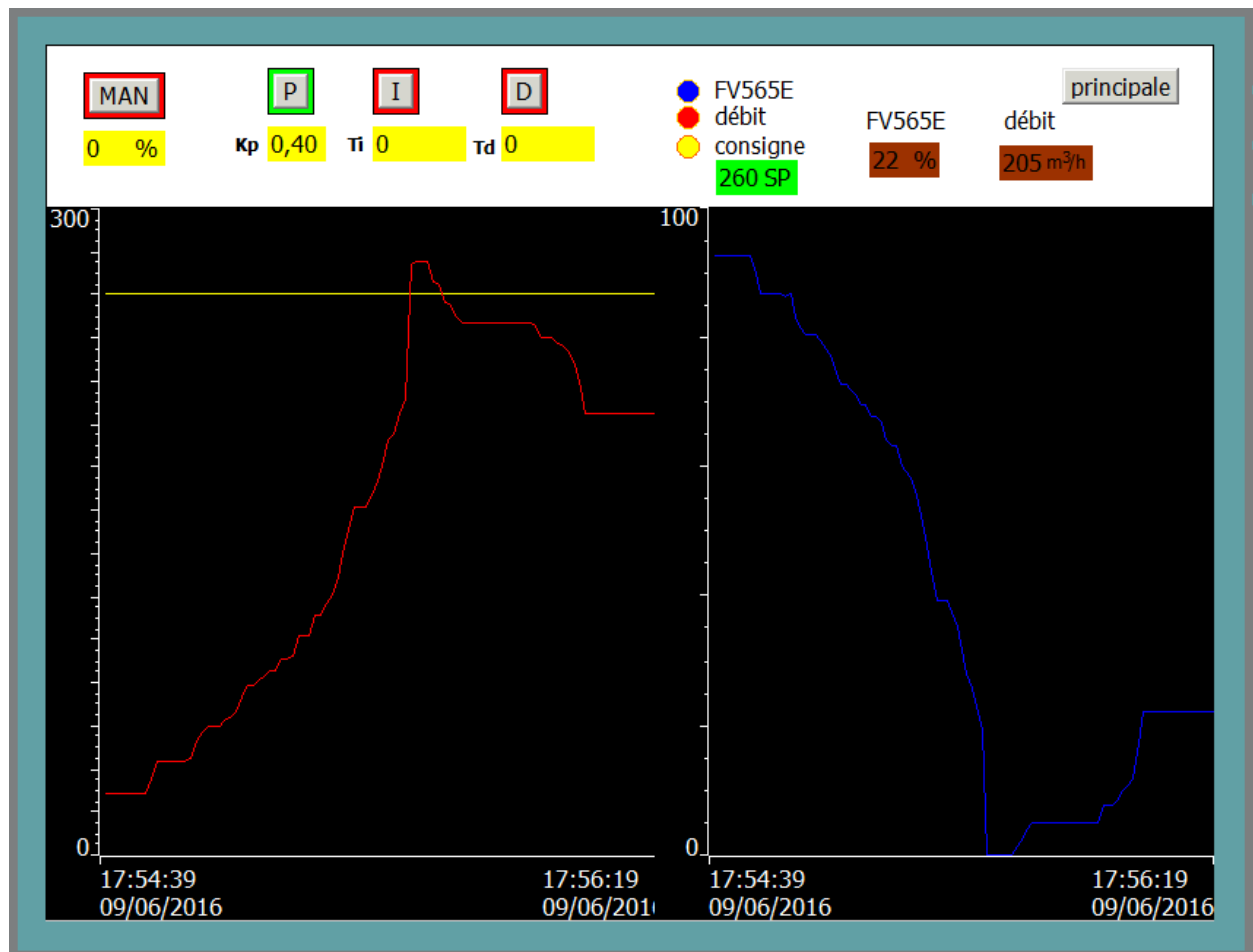 MAN
0 %
P
I
D
Kp 0,40 Ti 0 Td 0
FV565E
débit
consigne
260 SP
FV565E
22 %
débit
205 m³/h
principale
300
0
17:54:39
09/06/2016
17:56:19
09/06/201
100
0
17:54:39
09/06/2016
17:56:19
09/06/2016